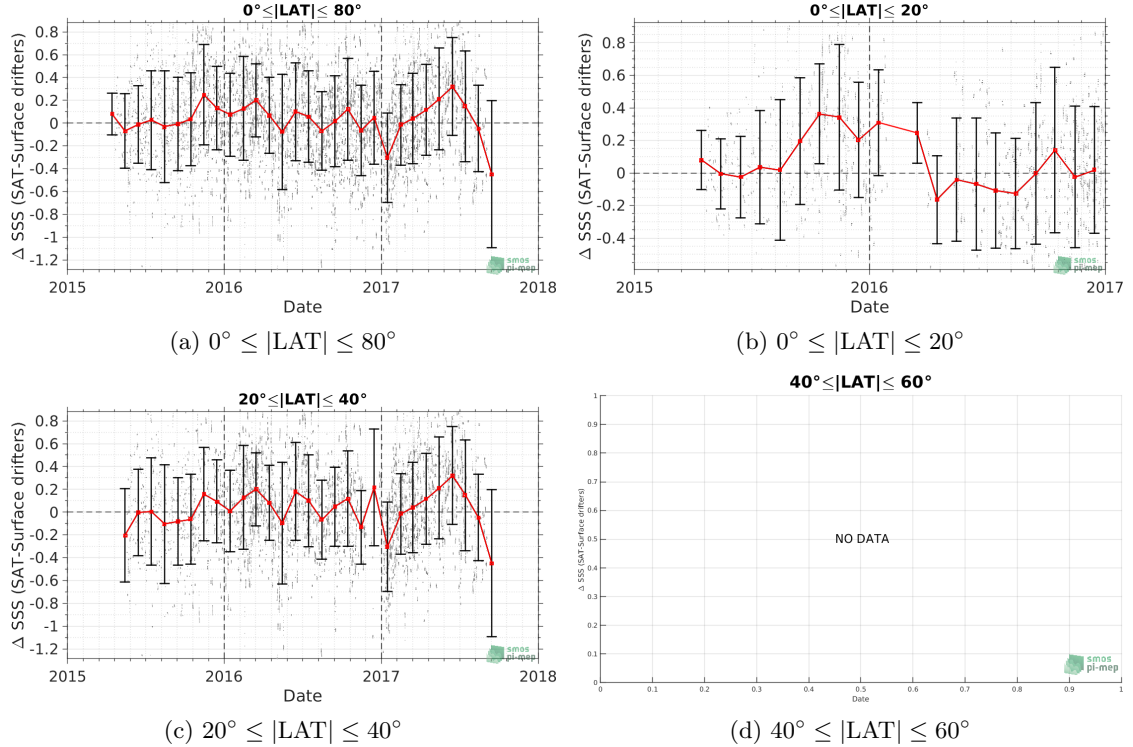 0°≤|LAT|≤ 80°
Δ SSS (SAT-Surface drifters)
0.8
0.6
0.4
0.2
0
-0.2
-0.4
-0.6
-0.8
-1
-1.2
2015
2016
2017
2018
Date
smos
pi-mep
(a) 0° ≤ |LAT| ≤ 80°
0°≤|LAT|≤ 20°
Δ SSS (SAT-Surface drifters)
0.8
0.6
0.4
0.2
0
-0.2
-0.4
2015
2016
2017
Date
smos
pi-mep
(b) 0° ≤ |LAT| ≤ 20°
20°≤|LAT|≤ 40°
Δ SSS (SAT-Surface drifters)
0.8
0.6
0.4
0.2
0
-0.2
-0.4
-0.6
-0.8
-1
-1.2
2015
2016
2017
2018
Date
smos
pi-mep
(c) 20° ≤ |LAT| ≤ 40°
40°≤|LAT|≤ 60°
Δ SSS (SAT-Surface drifters)
1
0.9
0.8
0.7
0.6
0.5
0.4
0.3
0.2
0.1
0
NO DATA
0
0.1
0.2
0.3
0.4
0.5
0.6
0.7
0.8
0.9
1
Date
smos
pi-mep
(d) 40° ≤ |LAT| ≤ 60°